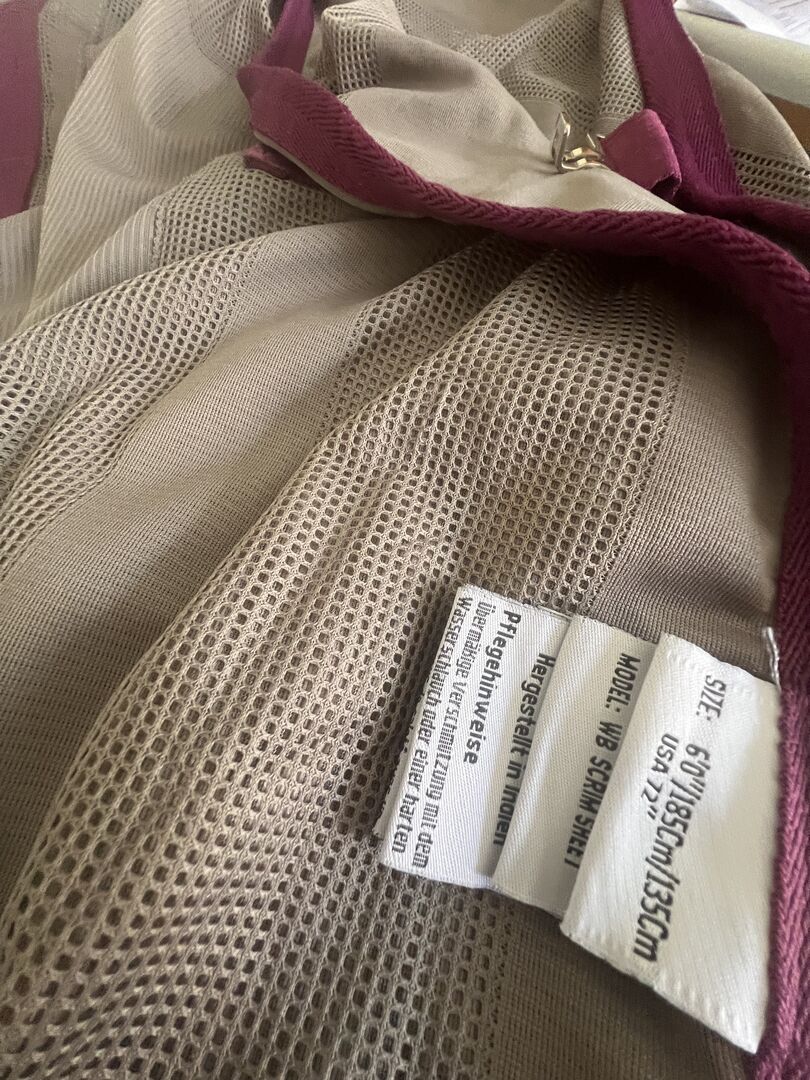 SIZE: 6'0"/185Cm/135Cm
USA 72"
MODEL: WB SCRIM SHEET
Hergestellt in Indien
Pflegehinweise
Übermäßige Verschmutzung mit dem
Wasserschlauch oder einer harten